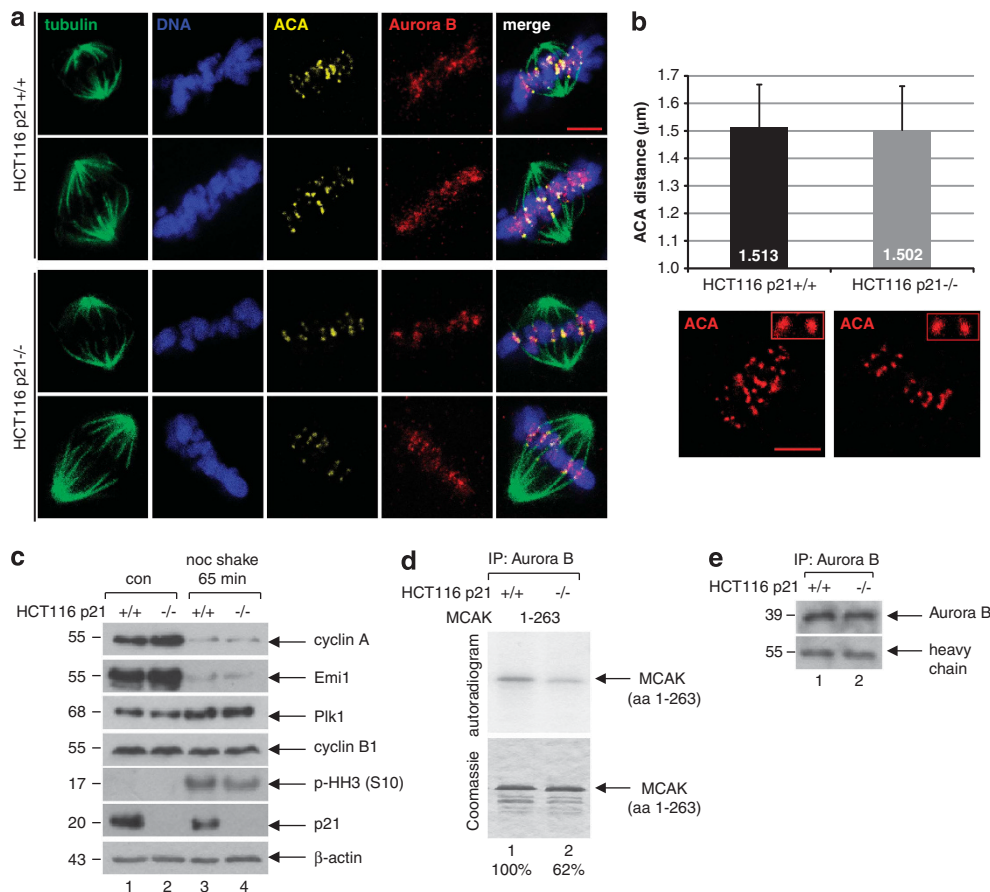 a
tubulin DNA ACA Aurora B merge
HCT116 p21+/+
HCT116 p21-/-
b
ACA distance (µm)
1.7
1.6
1.5
1.4
1.3
1.2
1.1
1.0
1.513 1.502
HCT116 p21+/+ HCT116 p21-/-
ACA ACA
c
con noc shake
65 min
HCT116 p21 +/+ -/- +/+ -/-
55 cyclin A
55 Emi1
68 Plk1
55 cyclin B1
17 p-HH3 (S10)
20 p21
43 β-actin
1 2 3 4
d
IP: Aurora B
HCT116 p21 +/+ -/-
MCAK 1-263
autoradiogram
MCAK
(aa 1-263)
Coomassie
MCAK
(aa 1-263)
1 2
100% 62%
e
IP: Aurora B
HCT116 p21 +/+ -/-
39 Aurora B
55 heavy
chain
1 2